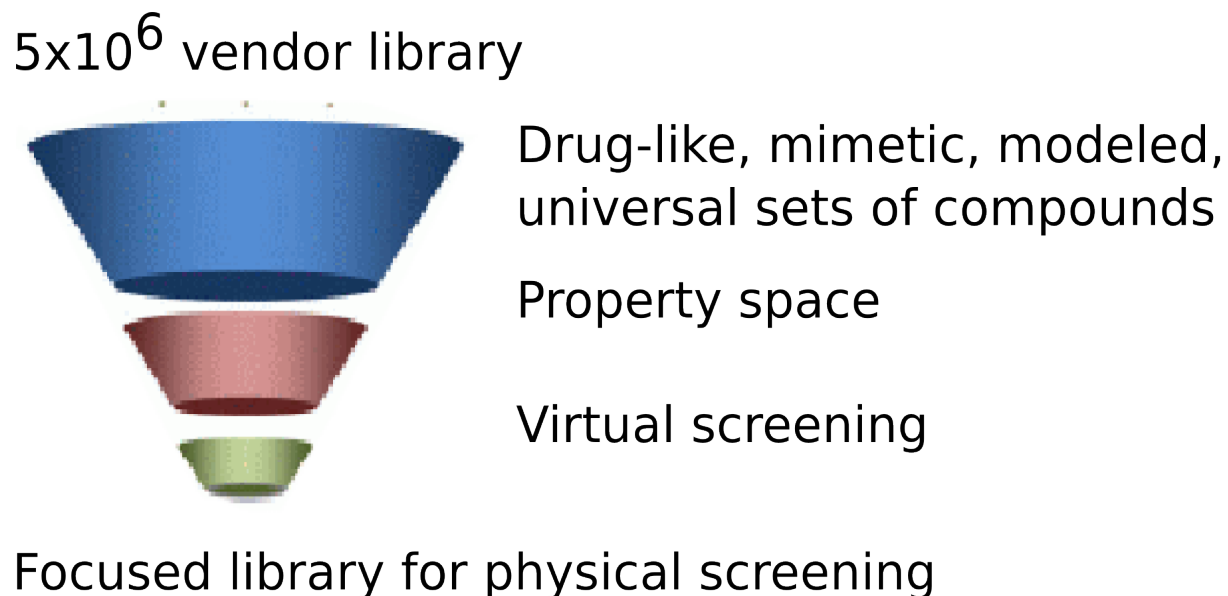 5x10⁶ vendor library
Drug-like, mimetic, modeled,
universal sets of compounds
Property space
Virtual screening
Focused library for physical screening